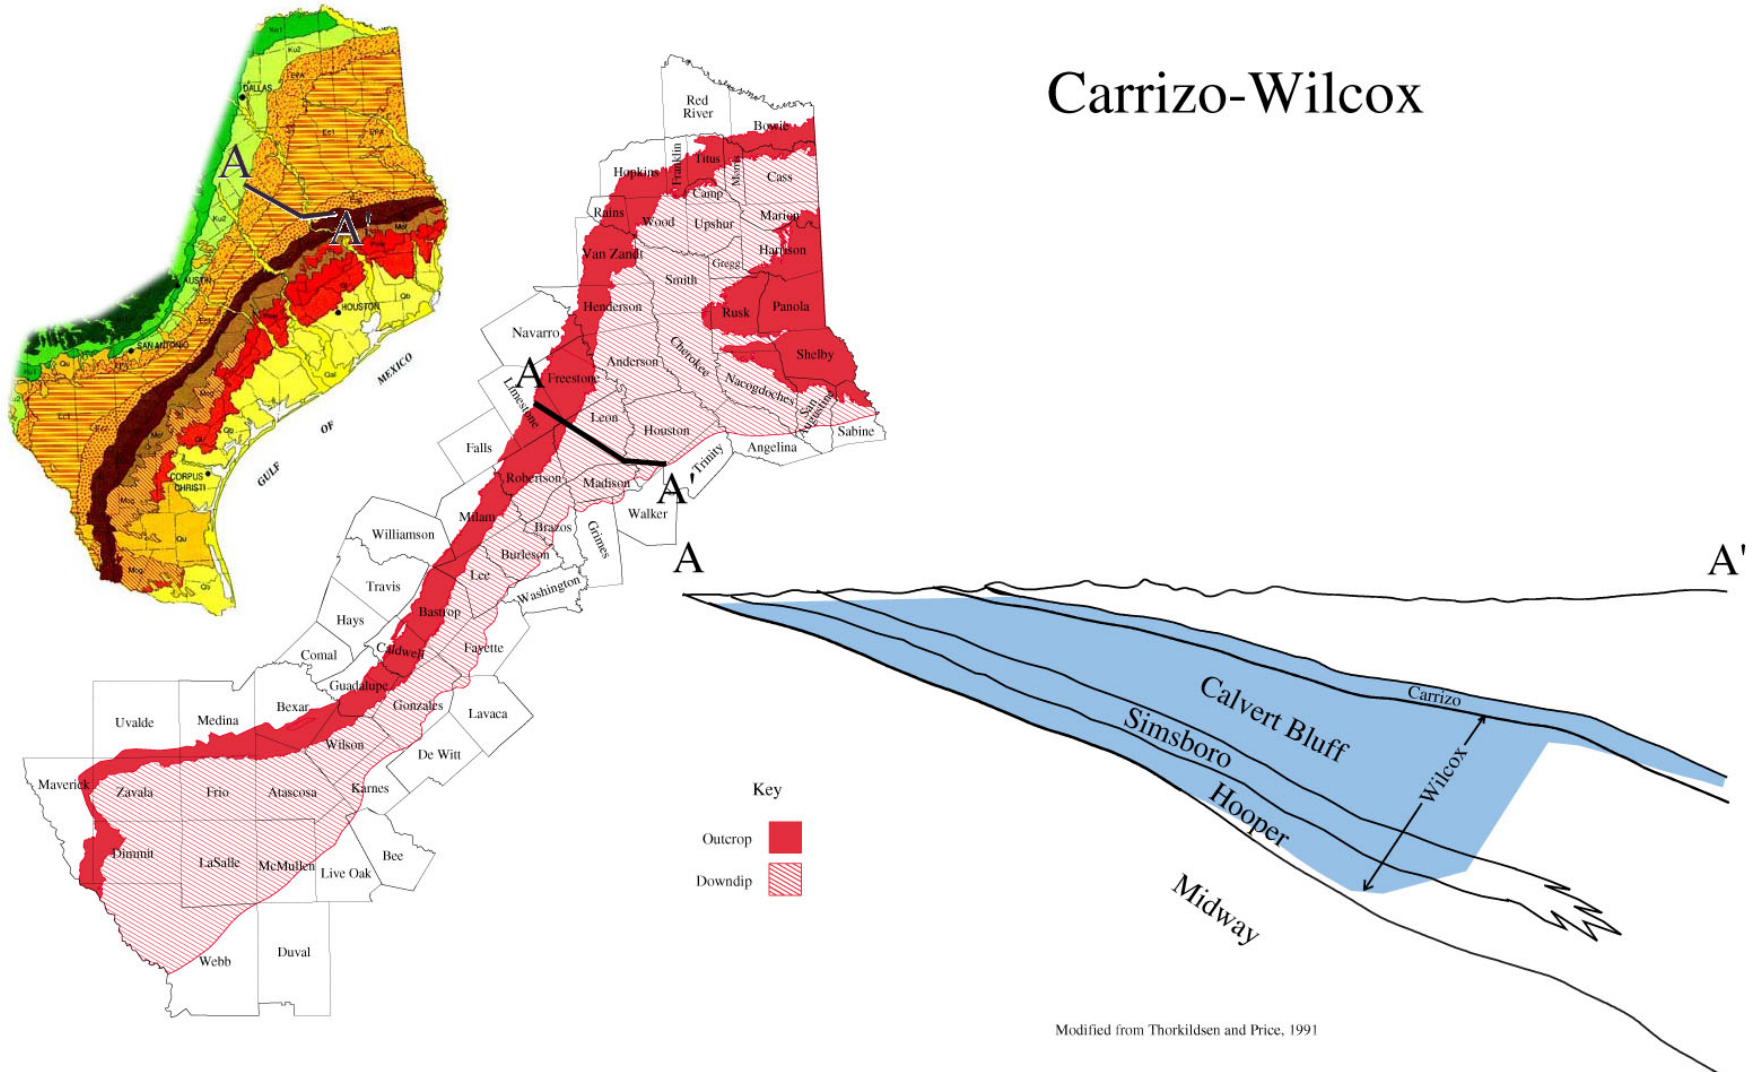 Carrizo-Wilcox
Ku1
Ku2
DALLAS
A
Ku2
A'
AUSTIN
HOUSTON
SAN ANTONIO
CORPUS
CHRISTI
GULF
OF
MEXICO
Red
River
Bowie
Franklin
Titus
Hopkins
Cass
Camp
Rains
Wood
Upshur
Marion
Van Zandt
Harrison
Gregg
Smith
Henderson
Rusk
Panola
Navarro
Anderson
Cherokee
Shelby
A
Freestone
Limestone
Nacogdoches
San
Augustine
Leon
Houston
Sabine
Falls
Angelina
Trinity
Robertson
Madison
A
Walker
Milam
Williamson
Brazos
Grimes
Burleson
Lee
Travis
Washington
Bastrop
Hays
Caldwell
Fayette
Comal
Guadalupe
Bexar
Gonzales
Lavaca
Uvalde
Medina
Wilson
De Witt
Maverick
Zavala
Frio
Atascosa
Karnes
Dimmit
LaSalle
McMullen
Live Oak
Bee
Webb
Duval
Key
Outcrop
Downdip
A
A'
Carrizo
Calvert Bluff
Simsboro
Wilcox
Hooper
Midway
Modified from Thorkildsen and Price, 1991